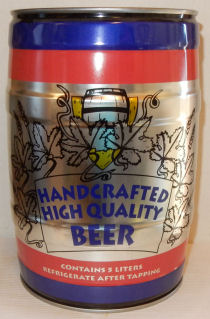 HANDCRAFTED
HIGH QUALITY
BEER
CONTAINS 5 LITERS
REFRIGERATE AFTER TAPPING